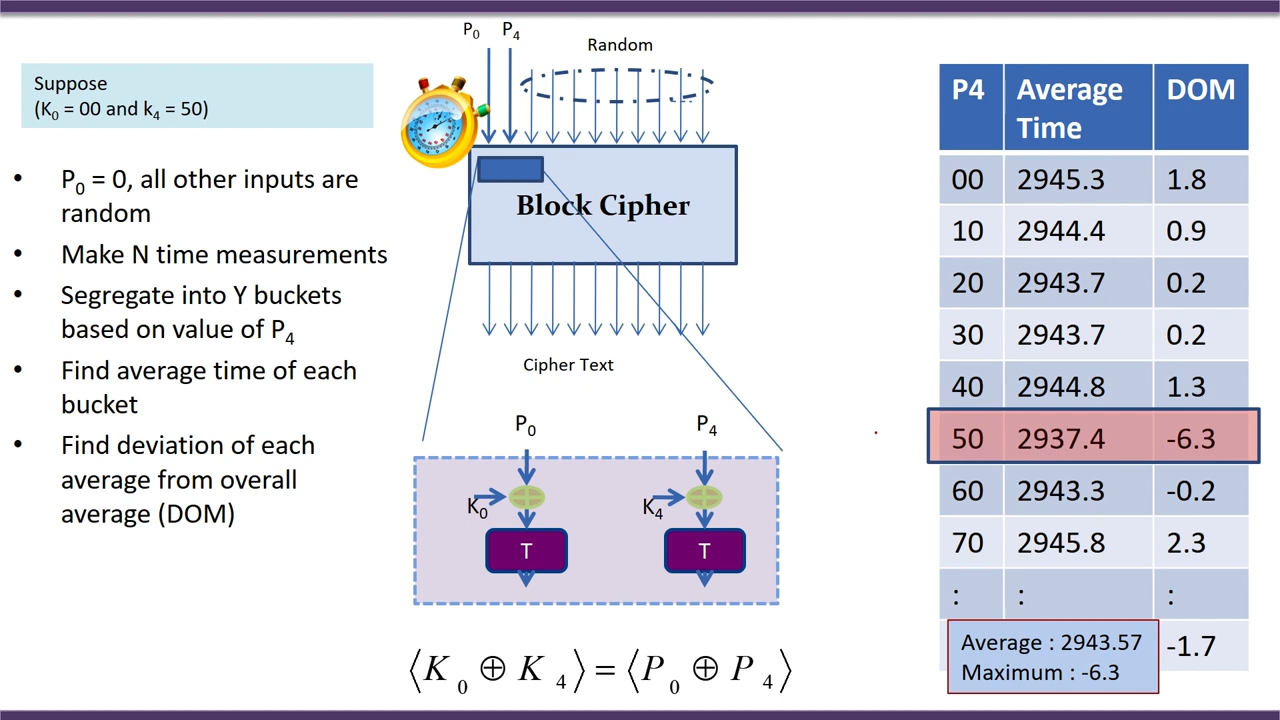 Suppose
(K₀ = 00 and k₄ = 50)
• P₀ = 0, all other inputs are
random
• Make N time measurements
• Segregate into Y buckets
based on value of P₄
• Find average time of each
bucket
• Find deviation of each
average from overall
average (DOM)
P₀ P₄
Random
Block Cipher
Cipher Text
P₀ P₄
K₀ K₄
T T
⟨K₀ ⊕ K₄⟩ = ⟨P₀ ⊕ P₄⟩
P4 Average DOM
Time
00 2945.3 1.8
10 2944.4 0.9
20 2943.7 0.2
30 2943.7 0.2
40 2944.8 1.3
50 2937.4 -6.3
60 2943.3 -0.2
70 2945.8 2.3
: : :
-1.7
Average : 2943.57
Maximum : -6.3